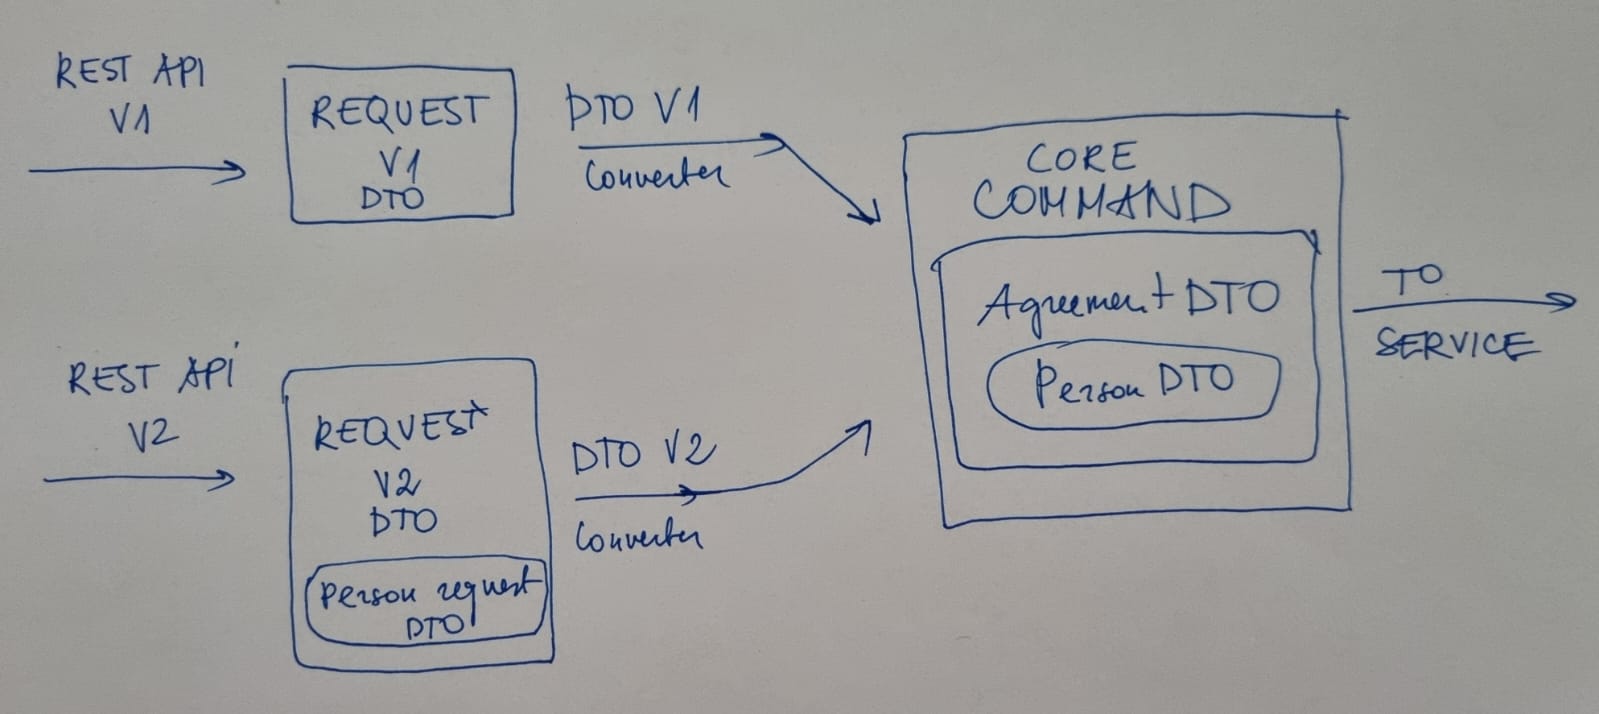 REST API
V1
REQUEST
V1
DTO
DTO V1
Converter
REST API
V2
REQUEST
V2
DTO
Person request
DTO
DTO V2
Converter
CORE
COMMAND
Agreement DTO
Person DTO
TO
SERVICE